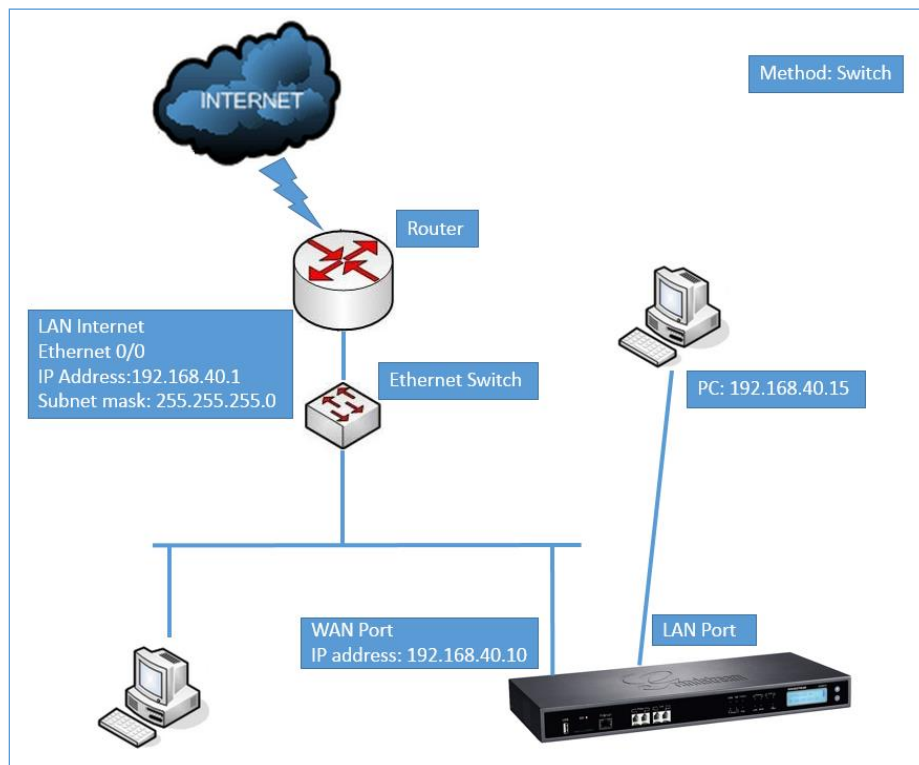 INTERNET
Method: Switch
Router
LAN Internet
Ethernet 0/0
IP Address:192.168.40.1
Subnet mask: 255.255.255.0
Ethernet Switch
PC: 192.168.40.15
WAN Port
IP address: 192.168.40.10
LAN Port
Grandstream